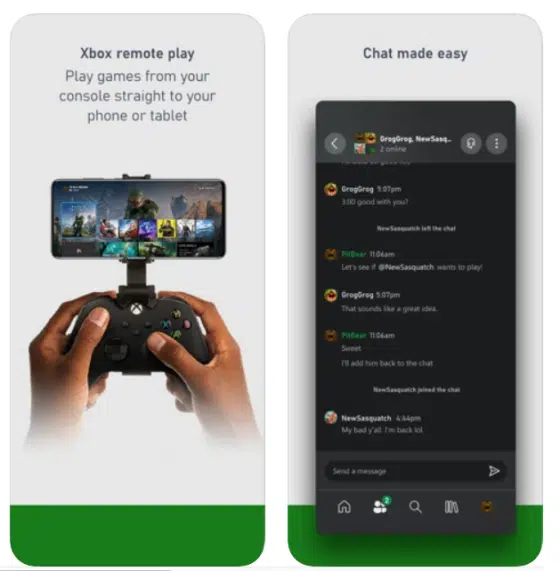 Xbox remote play
Play games from your
console straight to your
phone or tablet
Chat made easy
GrogGrog, NewSasq...
2 online
GrogGrog 5:07pm
3:00 good with you?
NewSasquatch left the chat
PitBear 11:06am
Let's see if @NewSasquatch wants to play!
GrogGrog 5:07pm
That sounds like a great idea.
PitBear 11:06am
Sweet
I'll add him back to the chat
NewSasquatch joined the chat
NewSasquatch 4:44pm
My bad y'all. I'm back lol
Send a message
2